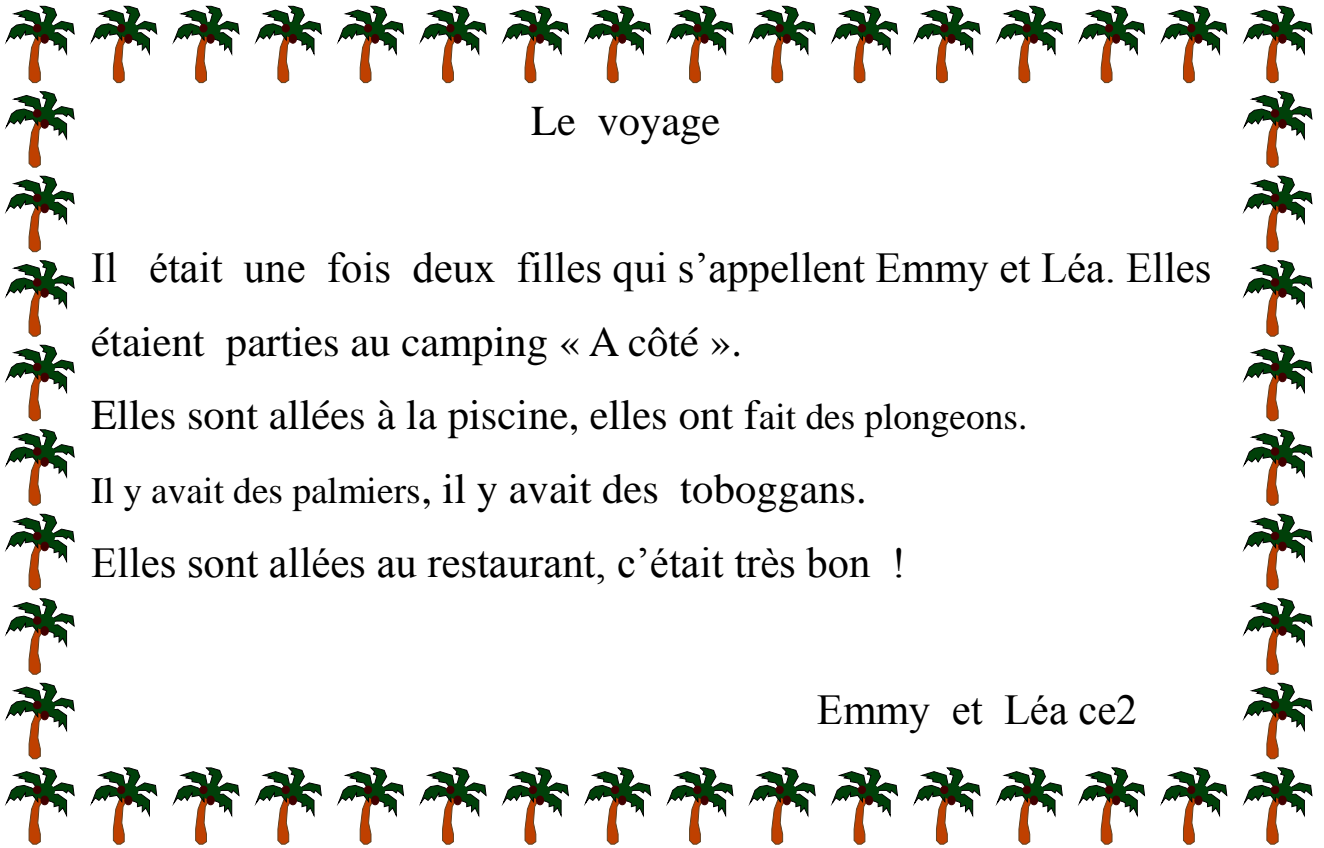 Le voyage
Il était une fois deux filles qui s’appellent Emmy et Léa. Elles
étaient parties au camping « A côté ».
Elles sont allées à la piscine, elles ont fait des plongeons.
Il y avait des palmiers, il y avait des toboggans.
Elles sont allées au restaurant, c’était très bon !
Emmy et Léa ce2